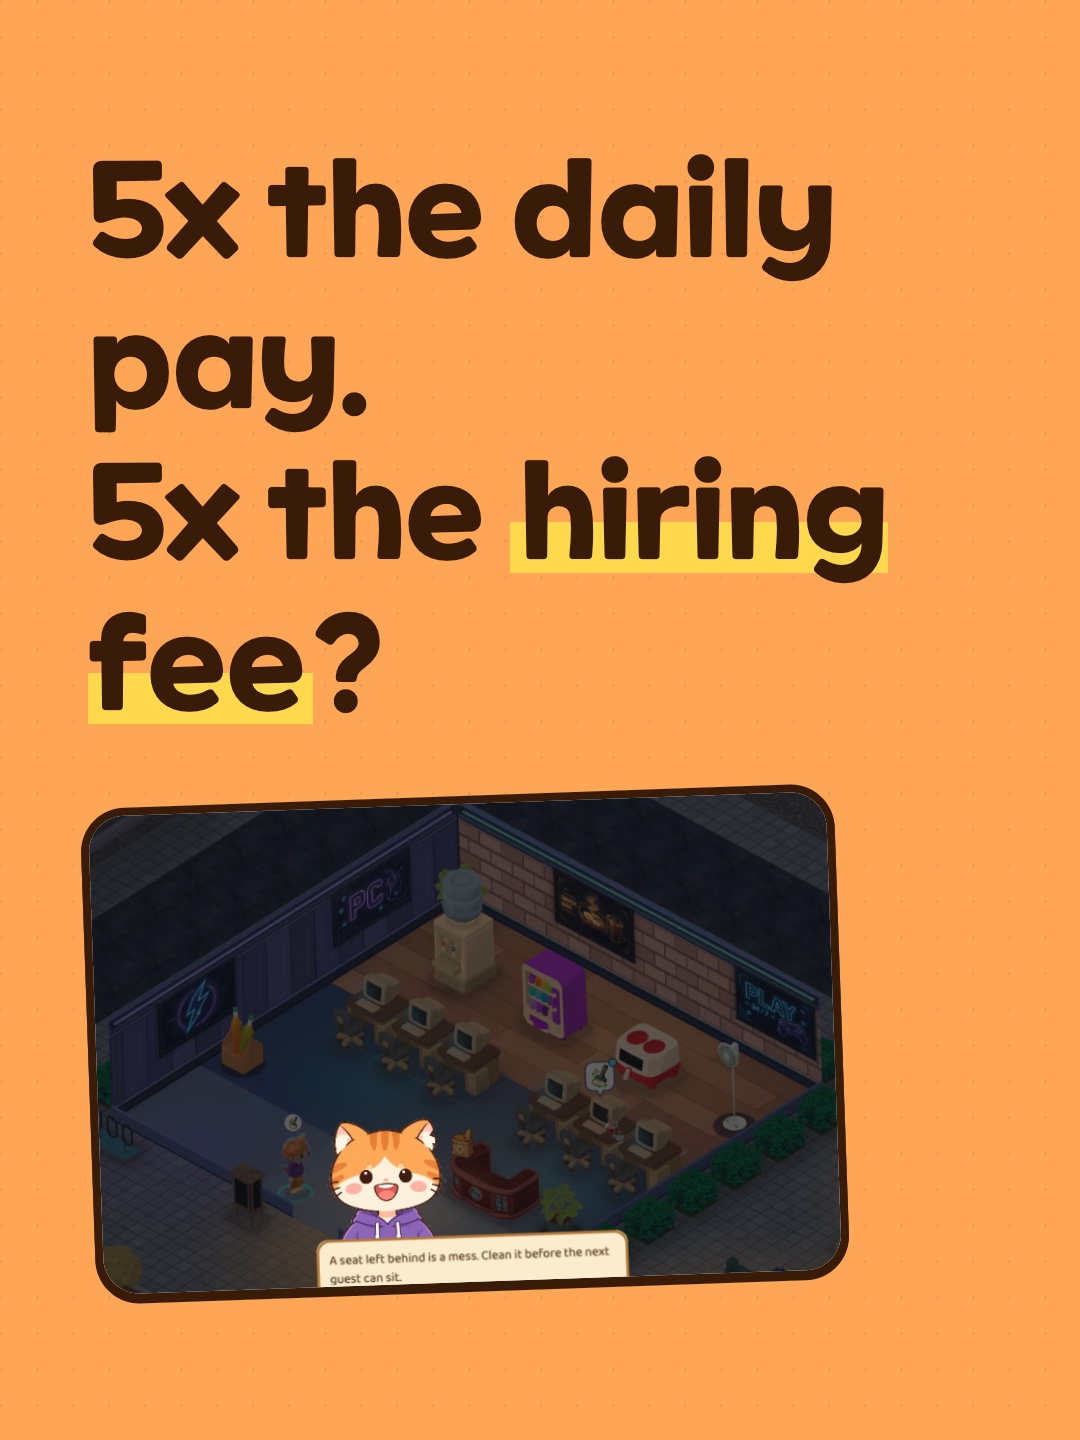 5x the daily
pay.
5x the hiring
fee?
PC
PLAY
A seat left behind is a mess. Clean it before the next
guest can sit.